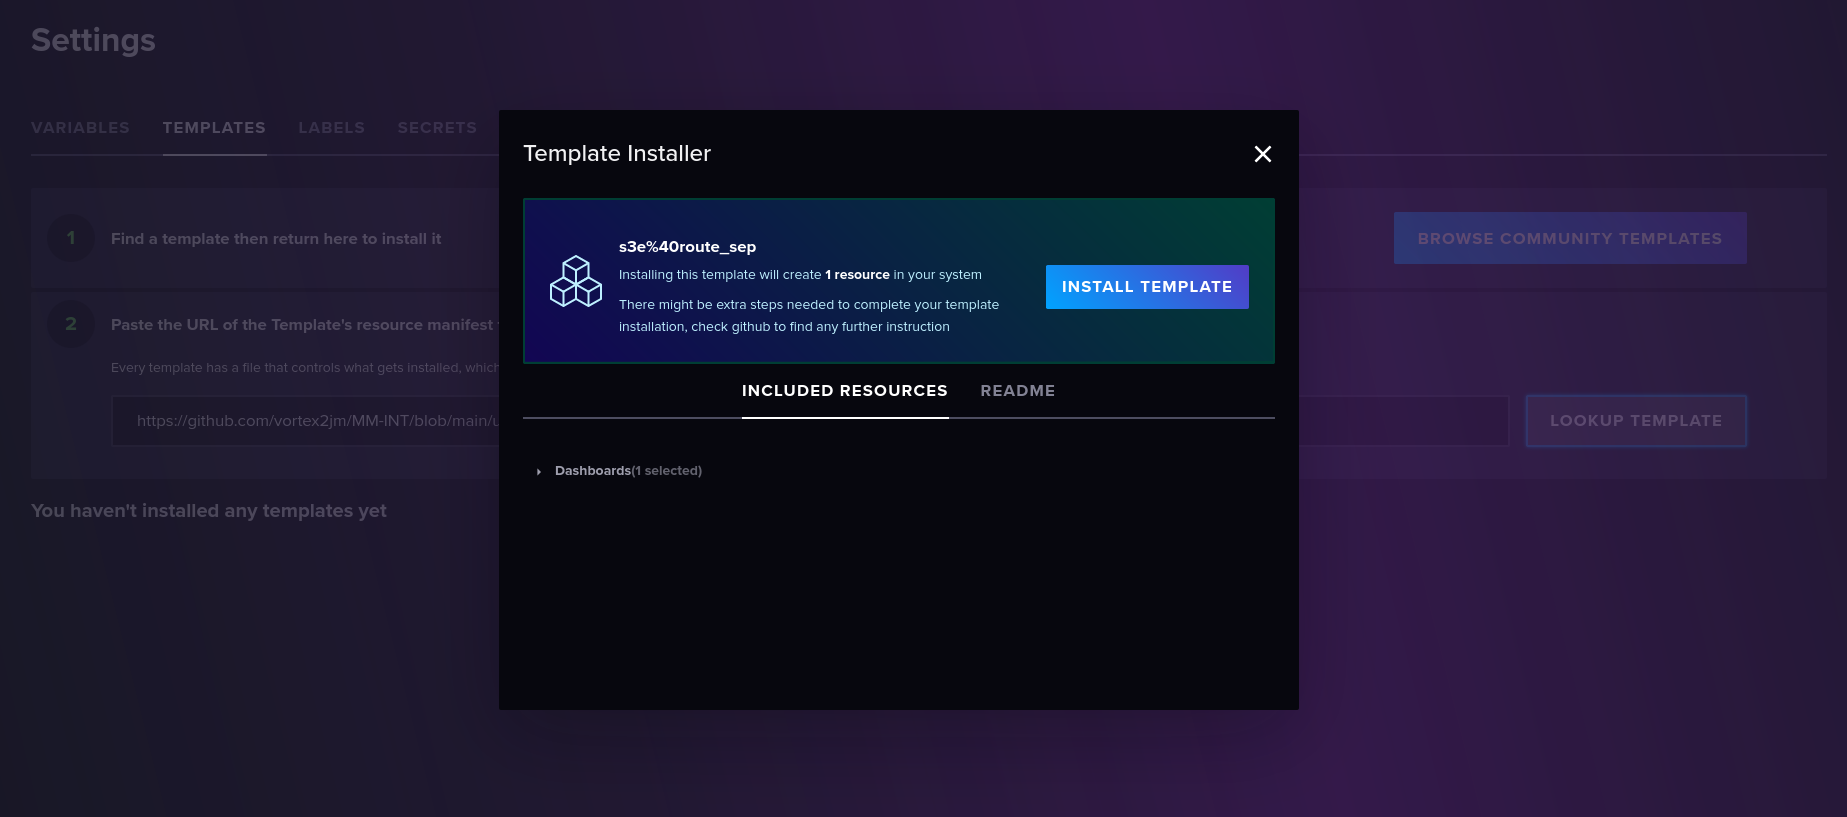 Settings
VARIABLES
TEMPLATES
LABELS
SECRETS
1
Find a template then return here to install it
BROWSE COMMUNITY TEMPLATES
2
Paste the URL of the Template's resource manifest
Every template has a file that controls what gets installed, which
https://github.com/vortex2jm/MM-INT/blob/main/u
LOOKUP TEMPLATE
You haven't installed any templates yet
Template Installer
s3e%40route_sep
Installing this template will create 1 resource in your system
There might be extra steps needed to complete your template
installation, check github to find any further instruction
INSTALL TEMPLATE
INCLUDED RESOURCES
README
Dashboards(1 selected)